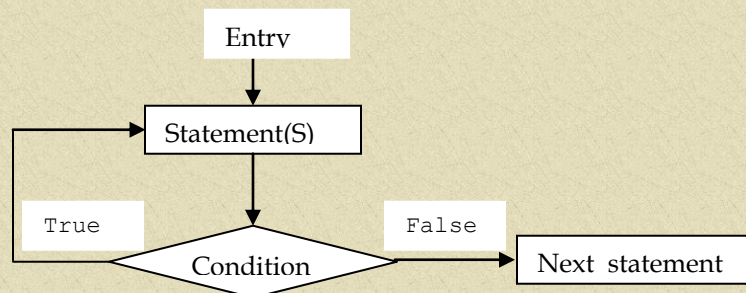 Entry
Statement(S)
True
False
Condition
Next statement